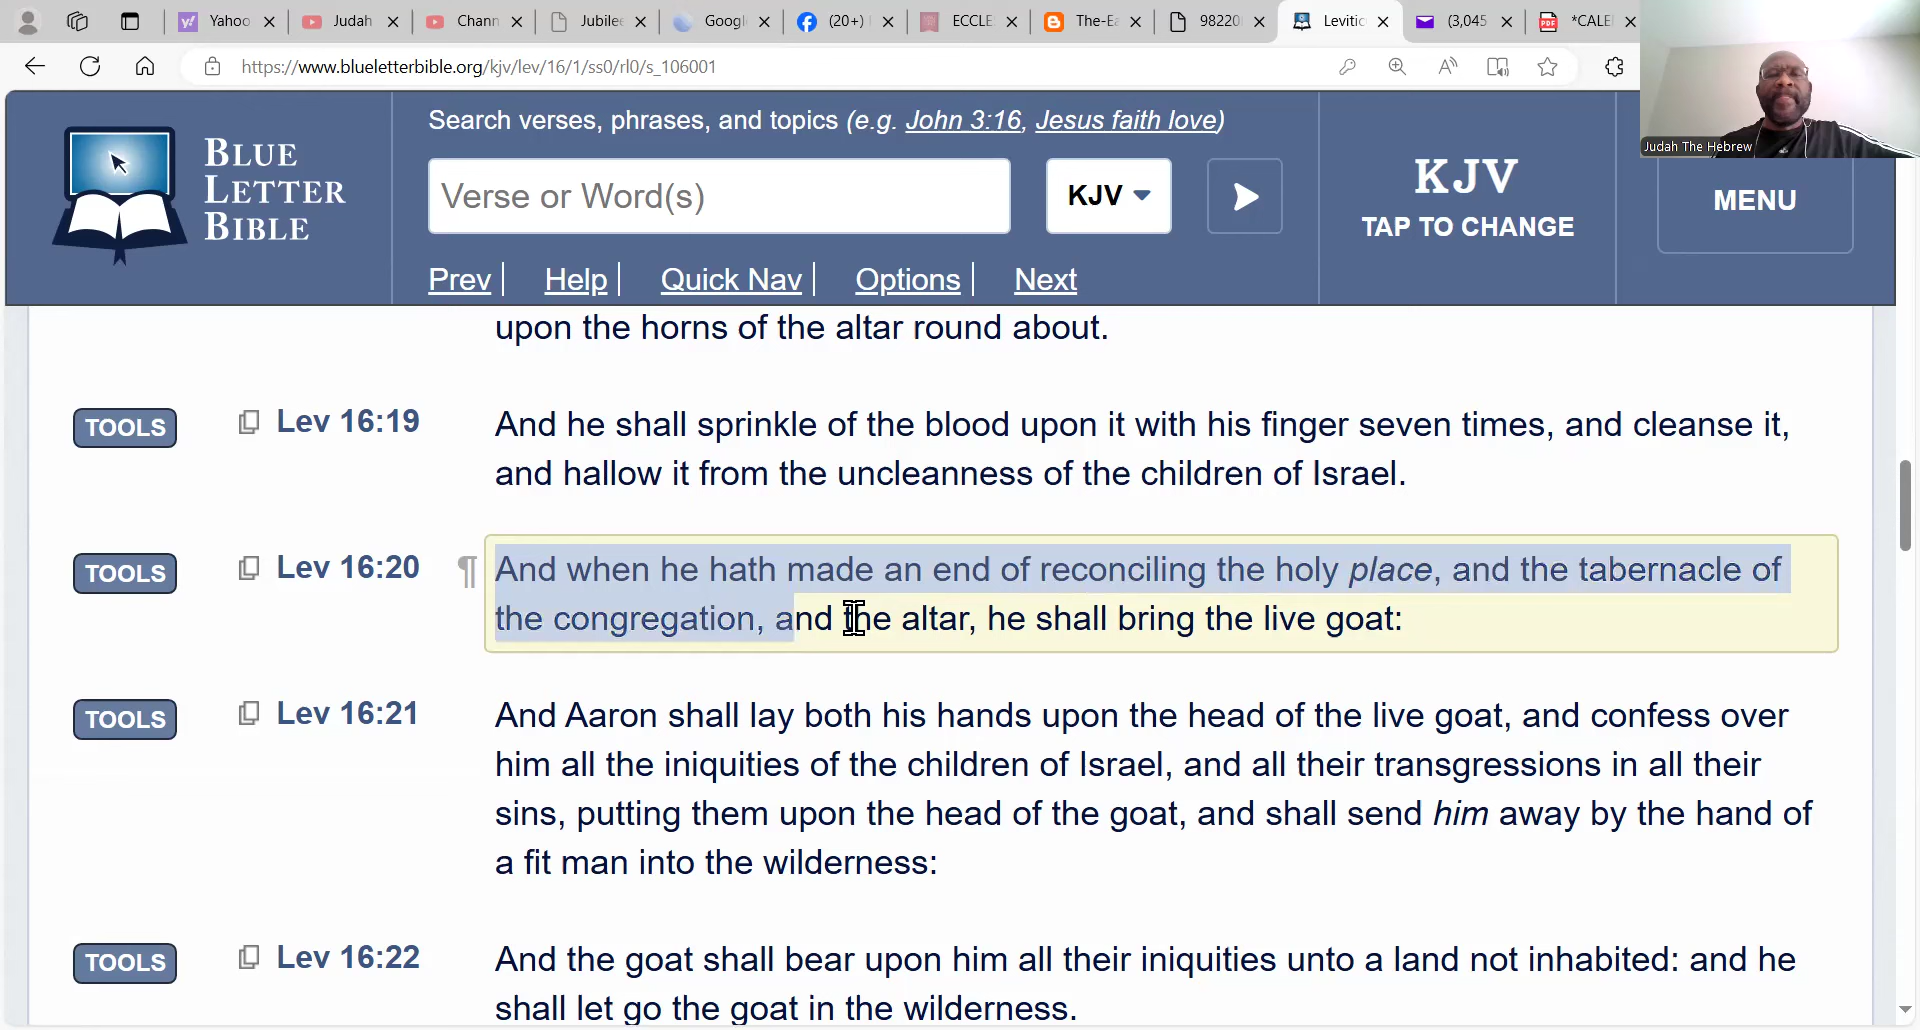 Yahoo
Judah
Chann
Jubilee
Googl
(20+)
ECCLE
The-Ea
98220
Levitic
(3,045
*CALE
https://www.blueletterbible.org/kjv/lev/16/1/ss0/rl0/s_106001
Judah The Hebrew
BLUE
LETTER
BIBLE
Search verses, phrases, and topics (e.g. John 3:16, Jesus faith love)
Verse or Word(s)
KJV
KJV
TAP TO CHANGE
MENU
Prev
Help
Quick Nav
Options
Next
upon the horns of the altar round about.
TOOLS Lev 16:19 And he shall sprinkle of the blood upon it with his finger seven times, and cleanse it,
and hallow it from the uncleanness of the children of Israel.
TOOLS Lev 16:20 ¶ And when he hath made an end of reconciling the holy place, and the tabernacle of
the congregation, and the altar, he shall bring the live goat:
TOOLS Lev 16:21 And Aaron shall lay both his hands upon the head of the live goat, and confess over
him all the iniquities of the children of Israel, and all their transgressions in all their
sins, putting them upon the head of the goat, and shall send him away by the hand of
a fit man into the wilderness:
TOOLS Lev 16:22 And the goat shall bear upon him all their iniquities unto a land not inhabited: and he
shall let go the goat in the wilderness.